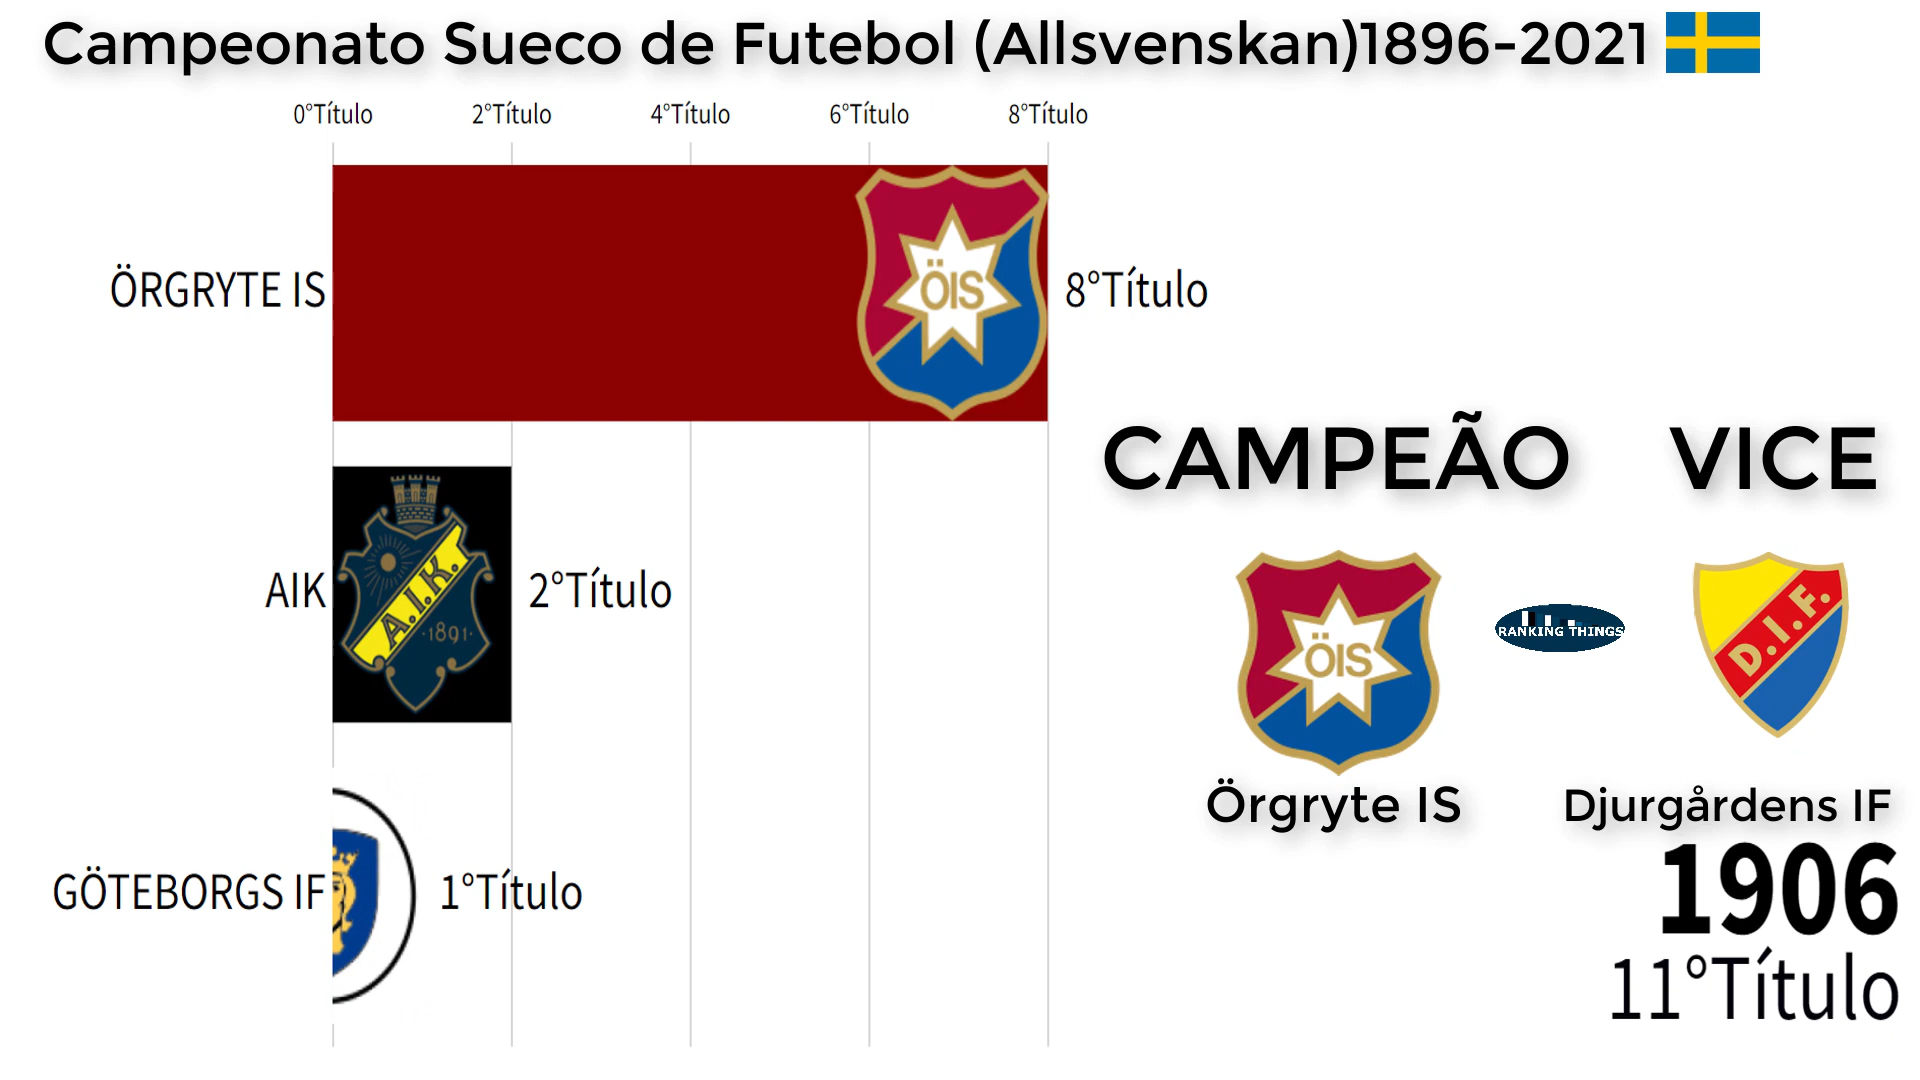 Campeonato Sueco de Futebol (Allsvenskan)1896-2021
0°Título 2°Título 4°Título 6°Título 8°Título
ÖRGRYTE IS ÖIS 8°Título
CAMPEÃO VICE
AIK A.I.K. ·1891· 2°Título
ÖIS RANKING THINGS D.I.F.
Örgryte IS Djurgårdens IF
GÖTEBORGS IF 1°Título
1906
11°Título